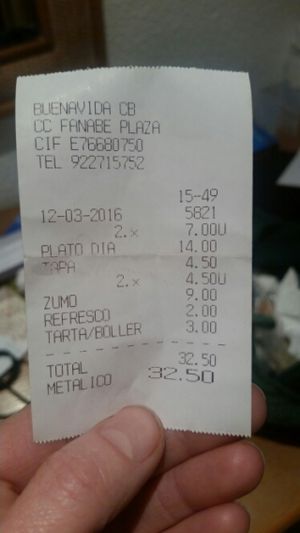 BUENAVIDA CB
CC FANABE PLAZA
CIF E76680750
TEL 922715752
15-49
12-03-2016 5821
2.x 7.00U
PLATO DIA 14.00
TAPA 4.50
2.x 4.50U
ZUMO 9.00
REFRESCO 2.00
TARTA/BOLLER 3.00
TOTAL 32.50
METALICO 32.50